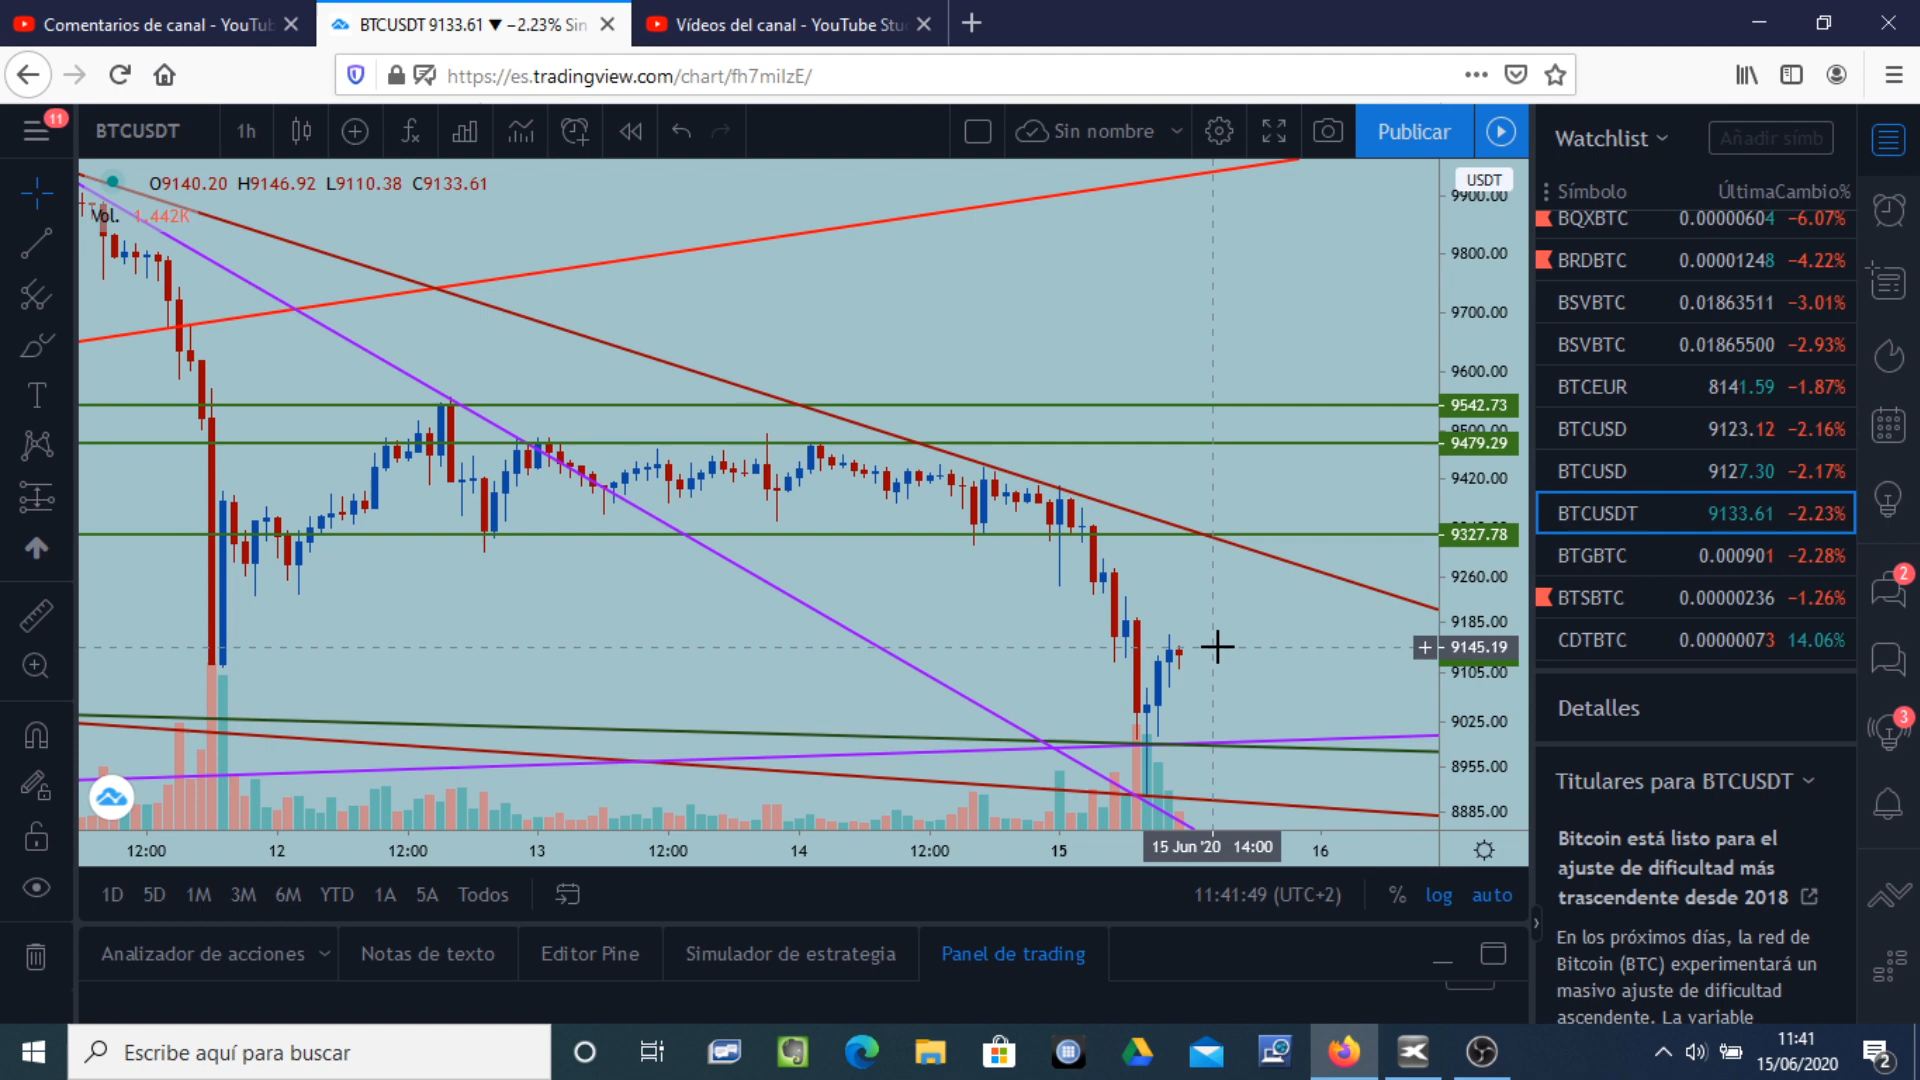 Comentarios de canal - YouTub
BTCUSDT 9133.61 ▼ −2.23% Sin
Vídeos del canal - YouTube Stu
https://es.tradingview.com/chart/fh7miIzE/
11
BTCUSDT
1h
Sin nombre
Publicar
O9140.20 H9146.92 L9110.38 C9133.61
Vol. 1.442K
USDT
9900.00
9800.00
9700.00
9600.00
9542.73
9479.29
9420.00
9327.78
9260.00
9185.00
9145.19
9105.00
9025.00
8955.00
8885.00
12:00 12 12:00 13 12:00 14 12:00 15 15 Jun '20 14:00 16
1D 5D 1M 3M 6M YTD 1A 5A Todos
11:41:49 (UTC+2) % log auto
Analizador de acciones
Notas de texto
Editor Pine
Simulador de estrategia
Panel de trading
Watchlist
Añadir símb
Símbolo Última Cambio%
BQXBTC 0.00000604 −6.07%
BRDBTC 0.00001248 −4.22%
BSVBTC 0.01863511 −3.01%
BSVBTC 0.01865500 −2.93%
BTCEUR 8141.59 −1.87%
BTCUSD 9123.12 −2.16%
BTCUSD 9127.30 −2.17%
BTCUSDT 9133.61 −2.23%
BTGBTC 0.000901 −2.28%
BTSBTC 0.00000236 −1.26%
CDTBTC 0.00000073 14.06%
2
3
Detalles
Titulares para BTCUSDT
Bitcoin está listo para el
ajuste de dificultad más
trascendente desde 2018
En los próximos días, la red de
Bitcoin (BTC) experimentará un
masivo ajuste de dificultad
ascendente. La variable
Escribe aquí para buscar
11:41
15/06/2020
2